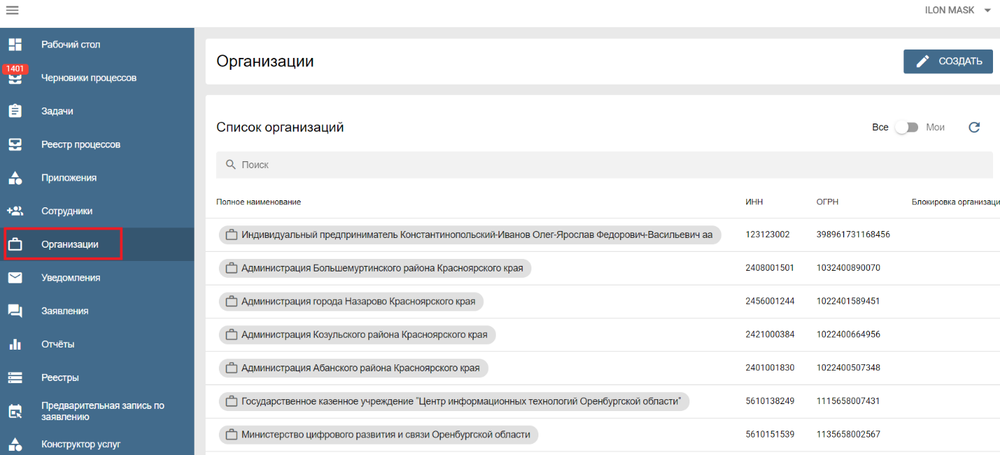 ILON MASK
Рабочий стол
1401
Черновики процессов
Задачи
Реестр процессов
Приложения
Сотрудники
Организации
Уведомления
Заявления
Отчёты
Реестры
Предварительная запись по
заявлению
Конструктор услуг
Организации
СОЗДАТЬ
Список организаций
Все Мои
Поиск
Полное наименование ИНН ОГРН Блокировка организаци
Индивидуальный предприниматель Константинопольский-Иванов Олег-Ярослав Федорович-Васильевич аа 123123002 398961731168456
Администрация Большемуртинского района Красноярского края 2408001501 1032400890070
Администрация города Назарово Красноярского края 2456001244 1022401589451
Администрация Козульского района Красноярского края 2421000384 1022400664956
Администрация Абанского района Красноярского края 2401001830 1022400507348
Государственное казенное учреждение "Центр информационных технологий Оренбургской области" 5610138249 1115658007431
Министерство цифрового развития и связи Оренбургской области 5610151539 1135658002567